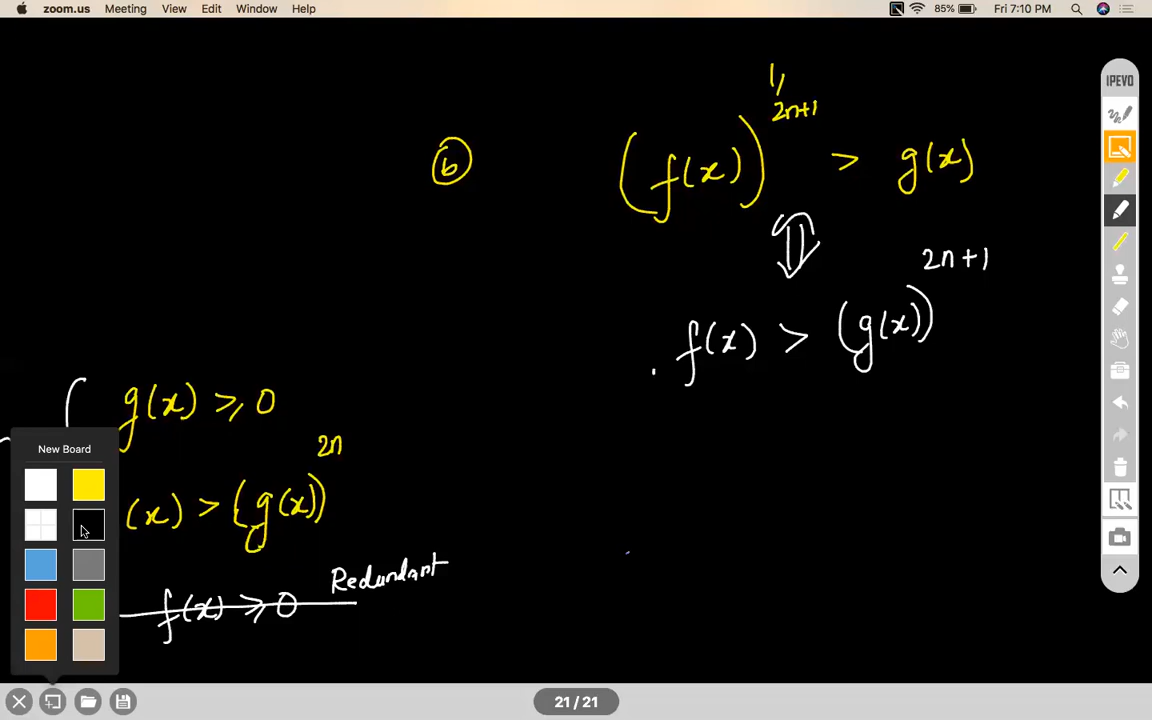 zoom.us Meeting View Edit Window Help 85% Fri 7:10 PM
IPEVO
(b) (f(x))^{1/2n+1} > g(x)
⇕
f(x) > (g(x))^{2n+1}
g(x) ⩾ 0
(x) > (g(x))^{2n}
f(x) ⩾ 0 Redundant
New Board
21 / 21